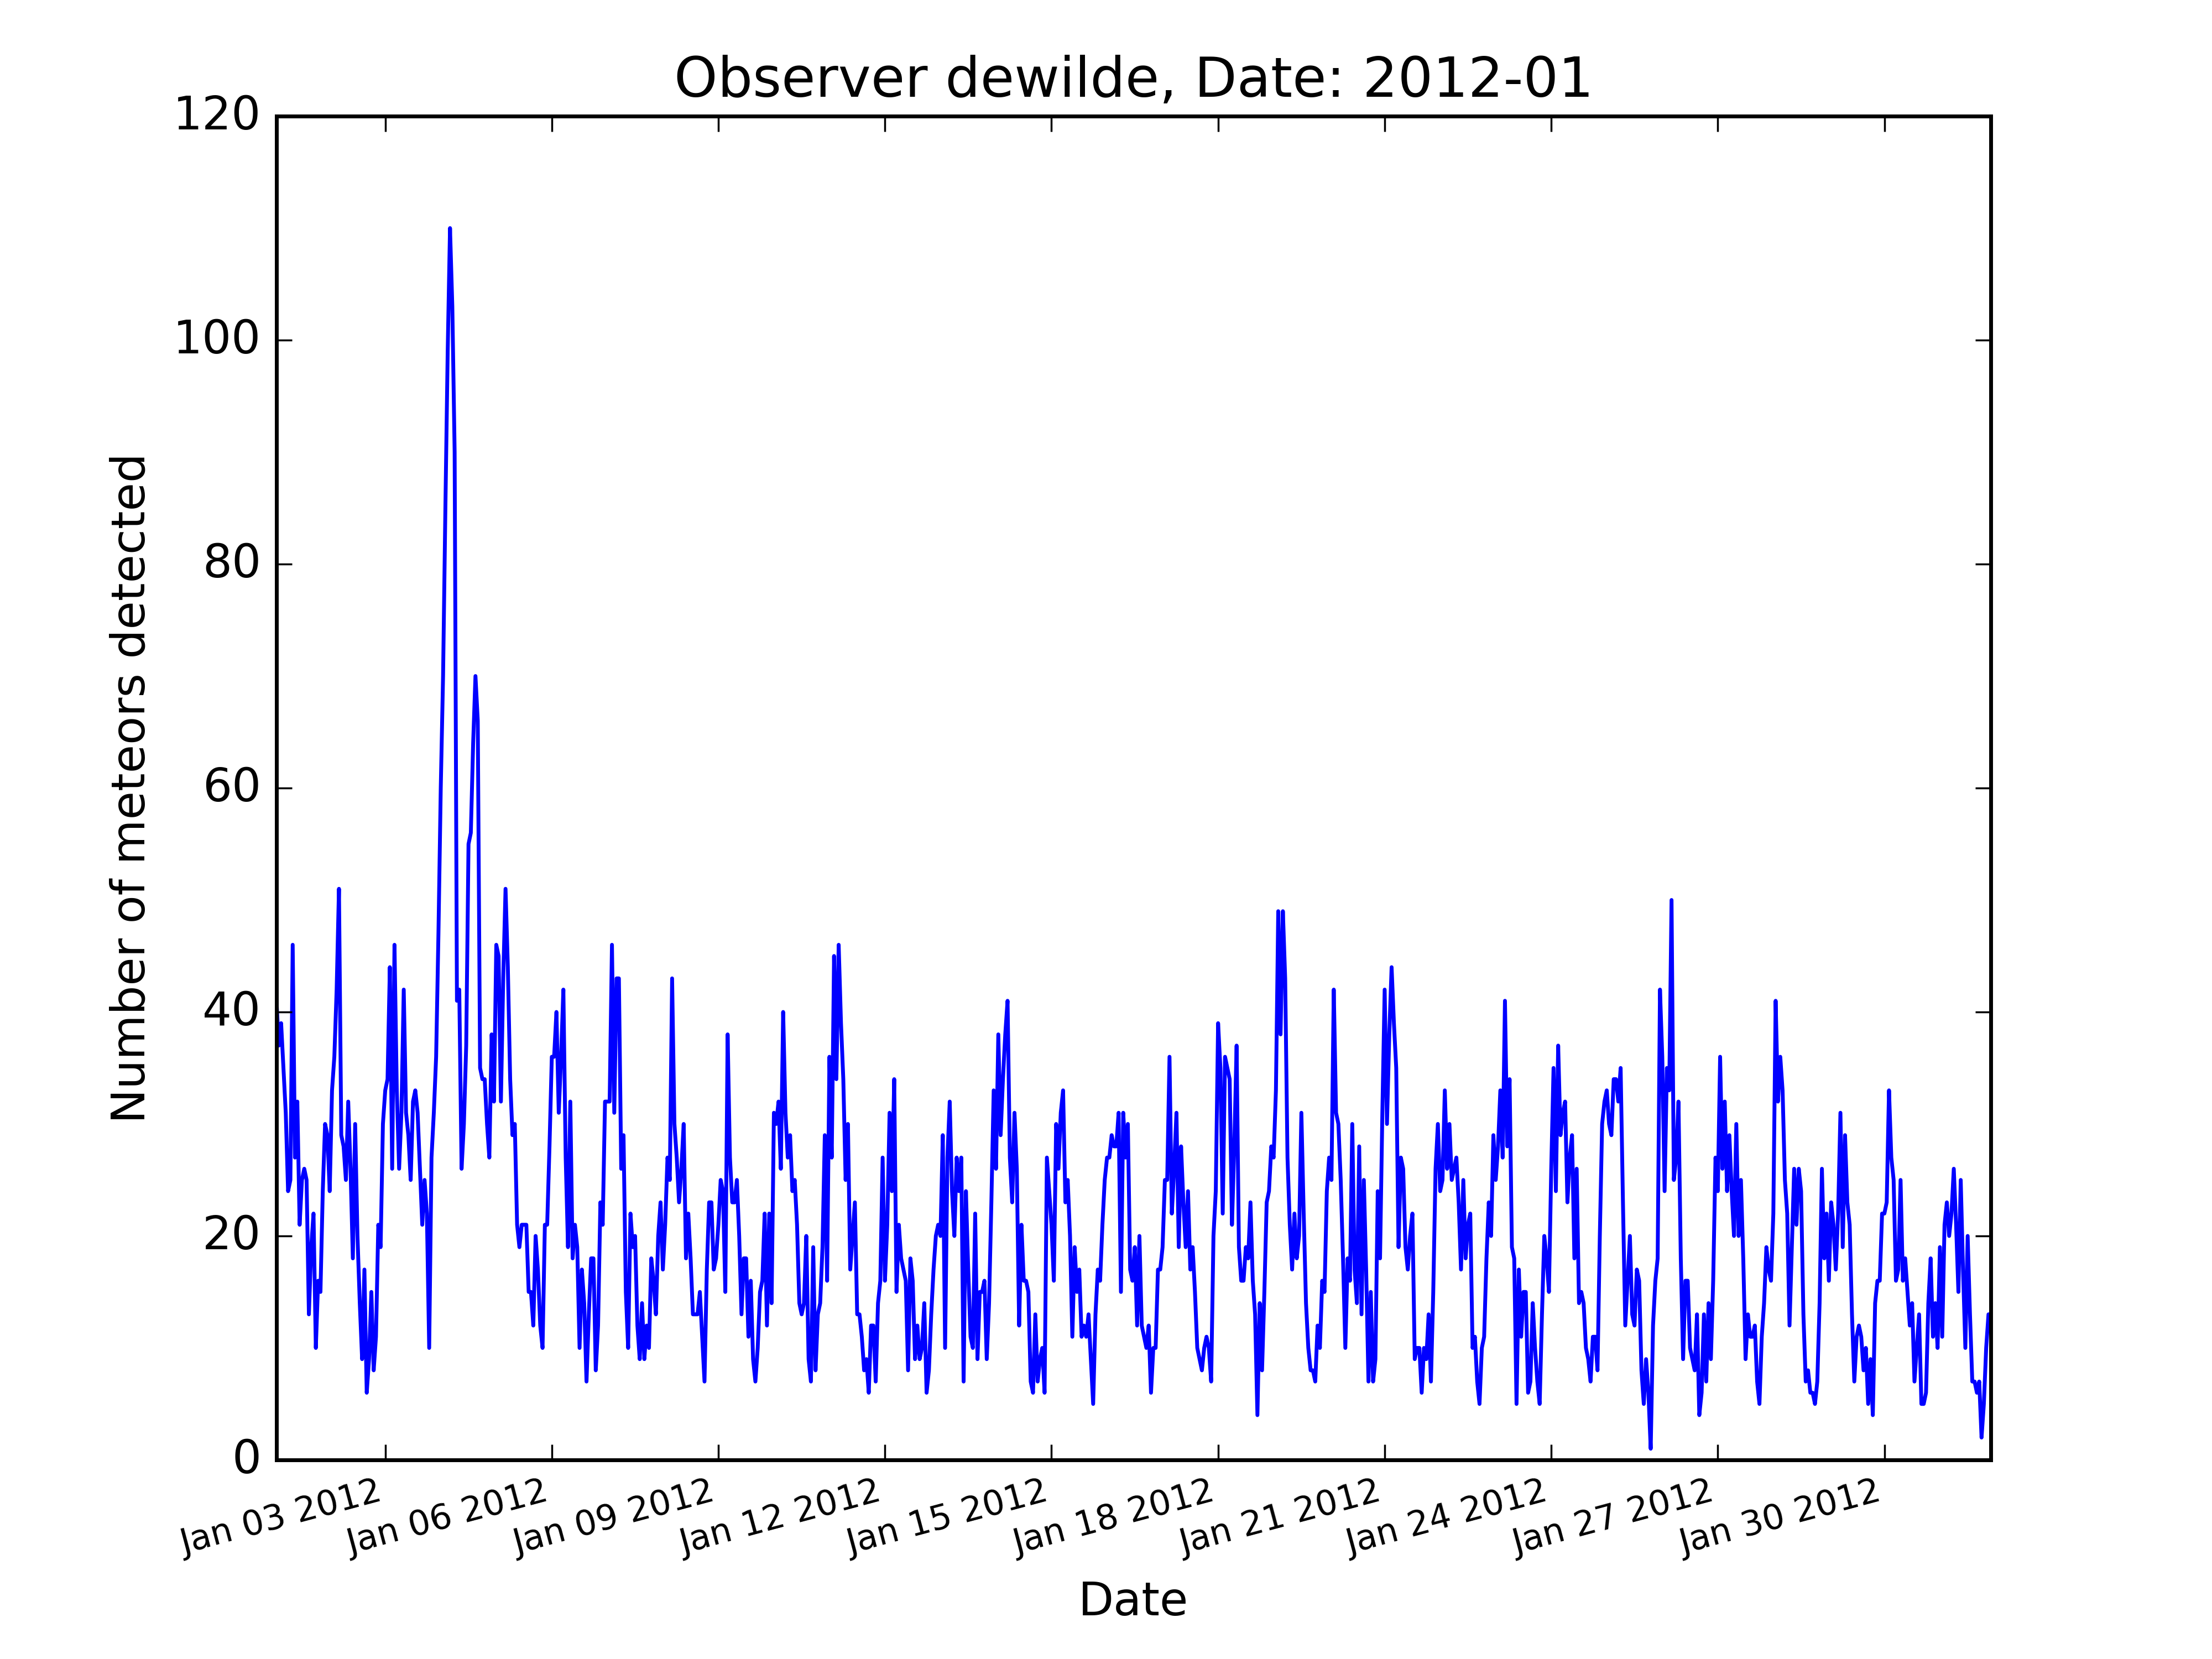 Observer dewilde, Date: 2012-01
120
100
80
60
40
20
0
Number of meteors detected
Jan 03 2012
Jan 06 2012
Jan 09 2012
Jan 12 2012
Jan 15 2012
Jan 18 2012
Jan 21 2012
Jan 24 2012
Jan 27 2012
Jan 30 2012
Date